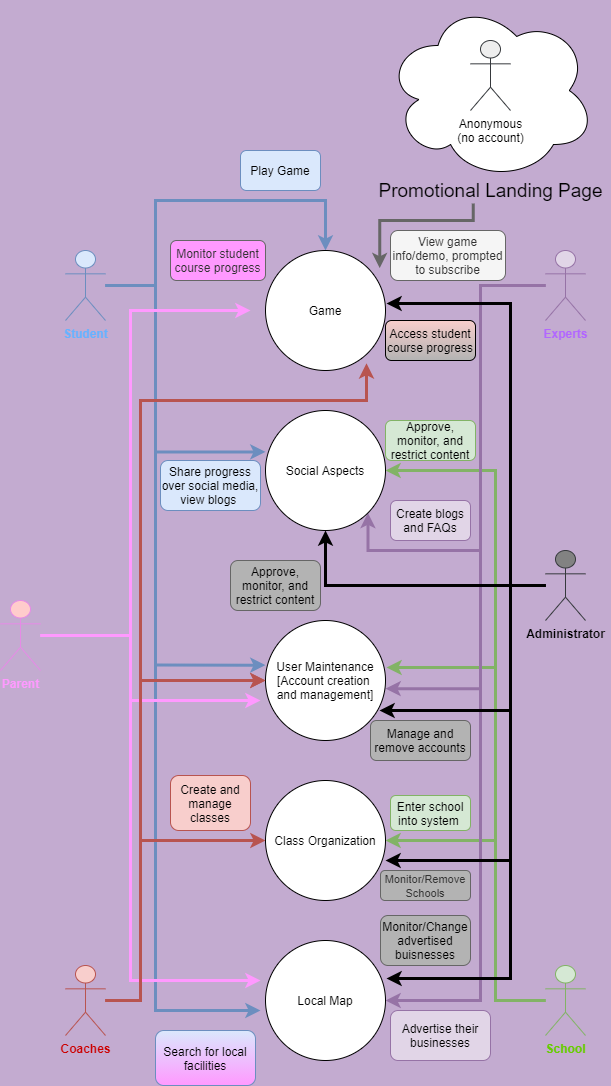 Anonymous
(no account)
Promotional Landing Page
Play Game
View game
info/demo, prompted
to subscribe
Monitor student
course progress
Student
Game
Experts
Access student
course progress
Approve,
monitor, and
restrict content
Social Aspects
Share progress
over social media,
view blogs
Create blogs
and FAQs
Approve,
monitor, and
restrict content
Administrator
Parent
User Maintenance
[Account creation
and management]
Manage and
remove accounts
Create and
manage
classes
Enter school
into system
Class Organization
Monitor/Remove
Schools
Monitor/Change
advertised
buisnesses
Local Map
Coaches
Search for local
facilities
Advertise their
businesses
School